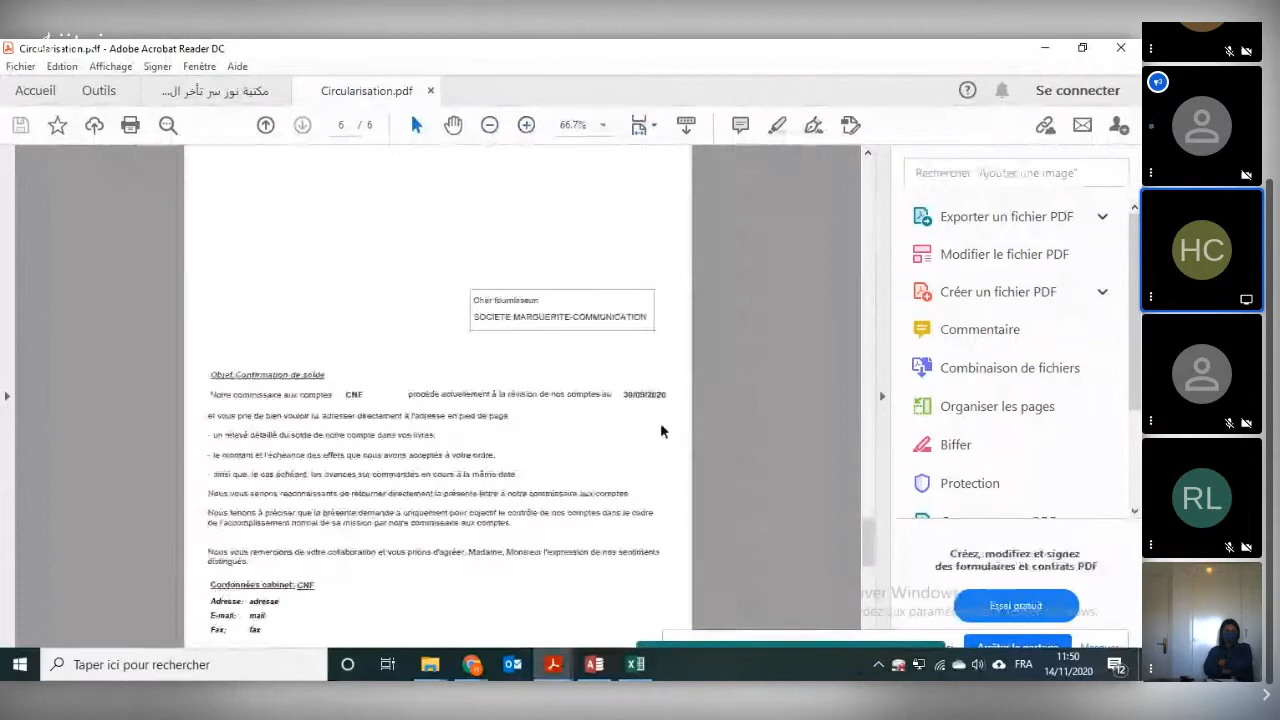 Circularisation.pdf - Adobe Acrobat Reader DC
Fichier Edition Affichage Signer Fenêtre Aide
Accueil Outils مكتبة نور سر تأخر ال... Circularisation.pdf × Se connecter
6 / 6 66.7%
Rechercher "Ajouter une image"
Exporter un fichier PDF
Modifier le fichier PDF
Créer un fichier PDF
Commentaire
Combinaison de fichiers
Organiser les pages
Biffer
Protection
Créez, modifiez et signez
des formulaires et contrats PDF
Essai gratuit
Arrêter le partage Masquer
Cher fournisseur:
SOCIETE MARGUERITE-COMMUNICATION
Objet:Confirmation de solde
Notre commissaire aux comptes CNF procède actuellement à la révision de nos comptes au 30/09/2020
et vous prie de bien vouloir lui adresser directement à l'adresse en pied de page
- un relevé détaillé du solde de notre compte dans vos livres;
- le montant et l'échéance des effets que nous avons acceptés à votre ordre.
- ainsi que, le cas échéant, les avances sur commandes en cours à la même date
Nous vous serions reconnaissants de retourner directement la présente lettre à notre commissaire aux comptes
Nous tenons à préciser que la présente demande a uniquement pour objectif le contrôle de nos comptes dans le cadre
de l'accomplissement normal de sa mission par notre commissaire aux comptes.
Nous vous remercions de votre collaboration et vous prions d'agréer, Madame, Monsieur l'expression de nos sentiments
distingués.
Cordonnées cabinet: CNF
Adresse: adresse
E-mail: mail
Fax: fax
Taper ici pour rechercher
FRA
11:50
14/11/2020
12
HC
RL